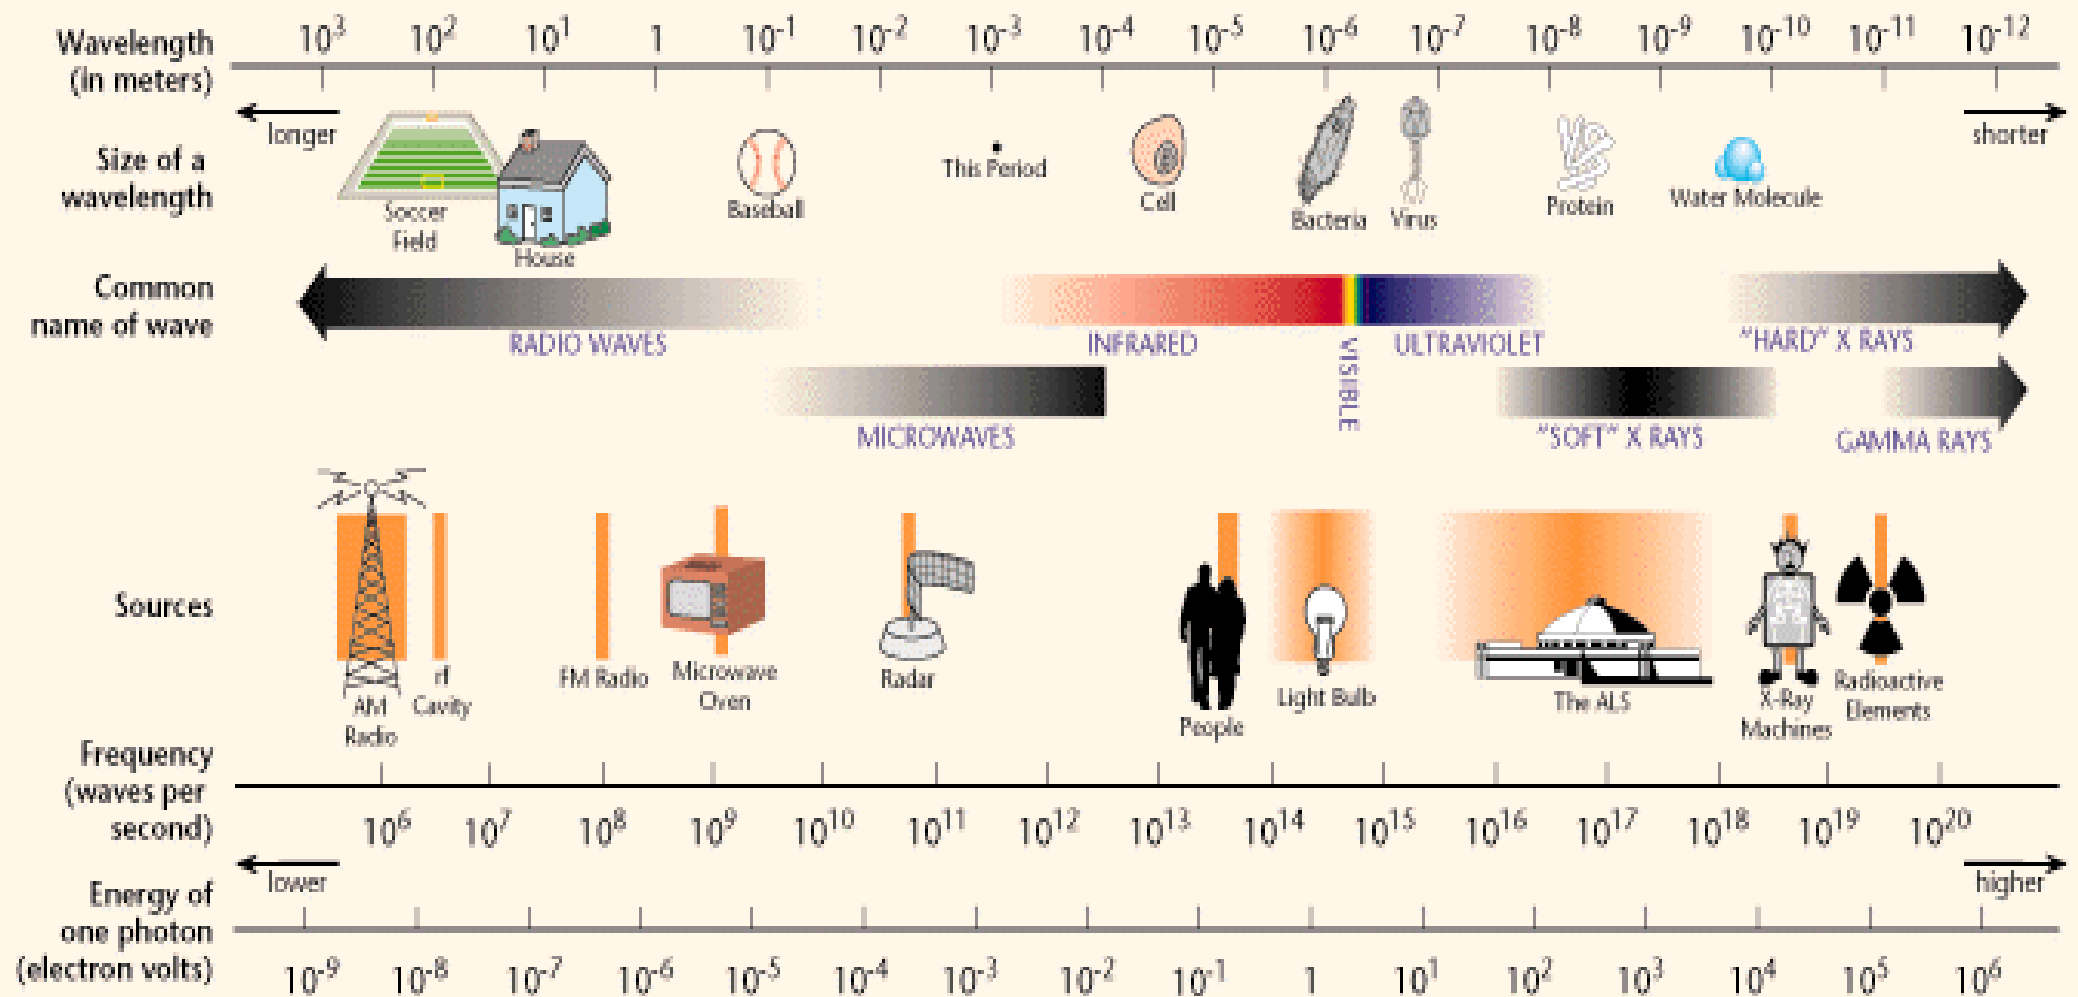 Wavelength
(in meters)
10³ 10² 10¹ 1 10⁻¹ 10⁻² 10⁻³ 10⁻⁴ 10⁻⁵ 10⁻⁶ 10⁻⁷ 10⁻⁸ 10⁻⁹ 10⁻¹⁰ 10⁻¹¹ 10⁻¹²
longer
shorter
Size of a
wavelength
Soccer
Field
House
Baseball
This Period
Cell
Bacteria
Virus
Protein
Water Molecule
Common
name of wave
RADIO WAVES
INFRARED
VISIBLE
ULTRAVIOLET
"HARD" X RAYS
MICROWAVES
"SOFT" X RAYS
GAMMA RAYS
Sources
AM
Radio
rf
Cavity
FM Radio
Microwave
Oven
Radar
People
Light Bulb
The ALS
X-Ray
Machines
Radioactive
Elements
Frequency
(waves per
second)
10⁶ 10⁷ 10⁸ 10⁹ 10¹⁰ 10¹¹ 10¹² 10¹³ 10¹⁴ 10¹⁵ 10¹⁶ 10¹⁷ 10¹⁸ 10¹⁹ 10²⁰
lower
higher
Energy of
one photon
(electron volts)
10⁻⁹ 10⁻⁸ 10⁻⁷ 10⁻⁶ 10⁻⁵ 10⁻⁴ 10⁻³ 10⁻² 10⁻¹ 1 10¹ 10² 10³ 10⁴ 10⁵ 10⁶